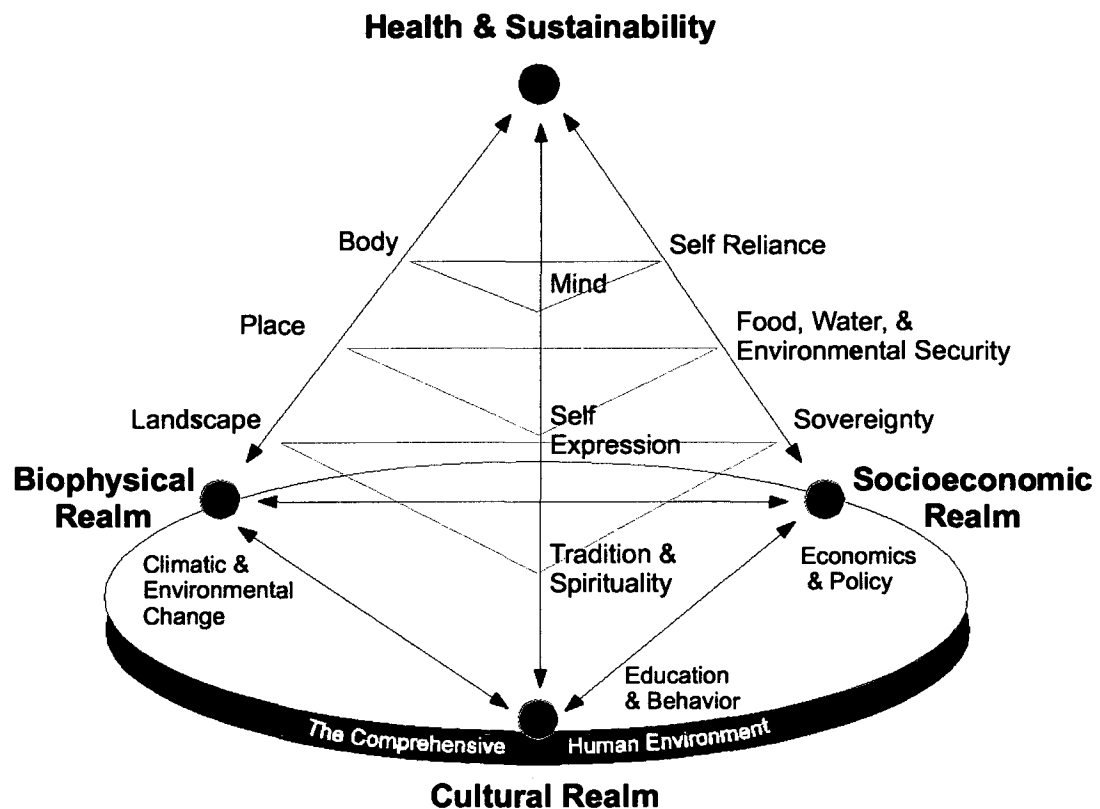 Health & Sustainability
Body
Self Reliance
Mind
Place
Food, Water, &
Environmental Security
Landscape
Self
Expression
Sovereignty
Biophysical
Realm
Socioeconomic
Realm
Climatic &
Environmental
Change
Tradition &
Spirituality
Economics
& Policy
Education
& Behavior
The Comprehensive Human Environment
Cultural Realm